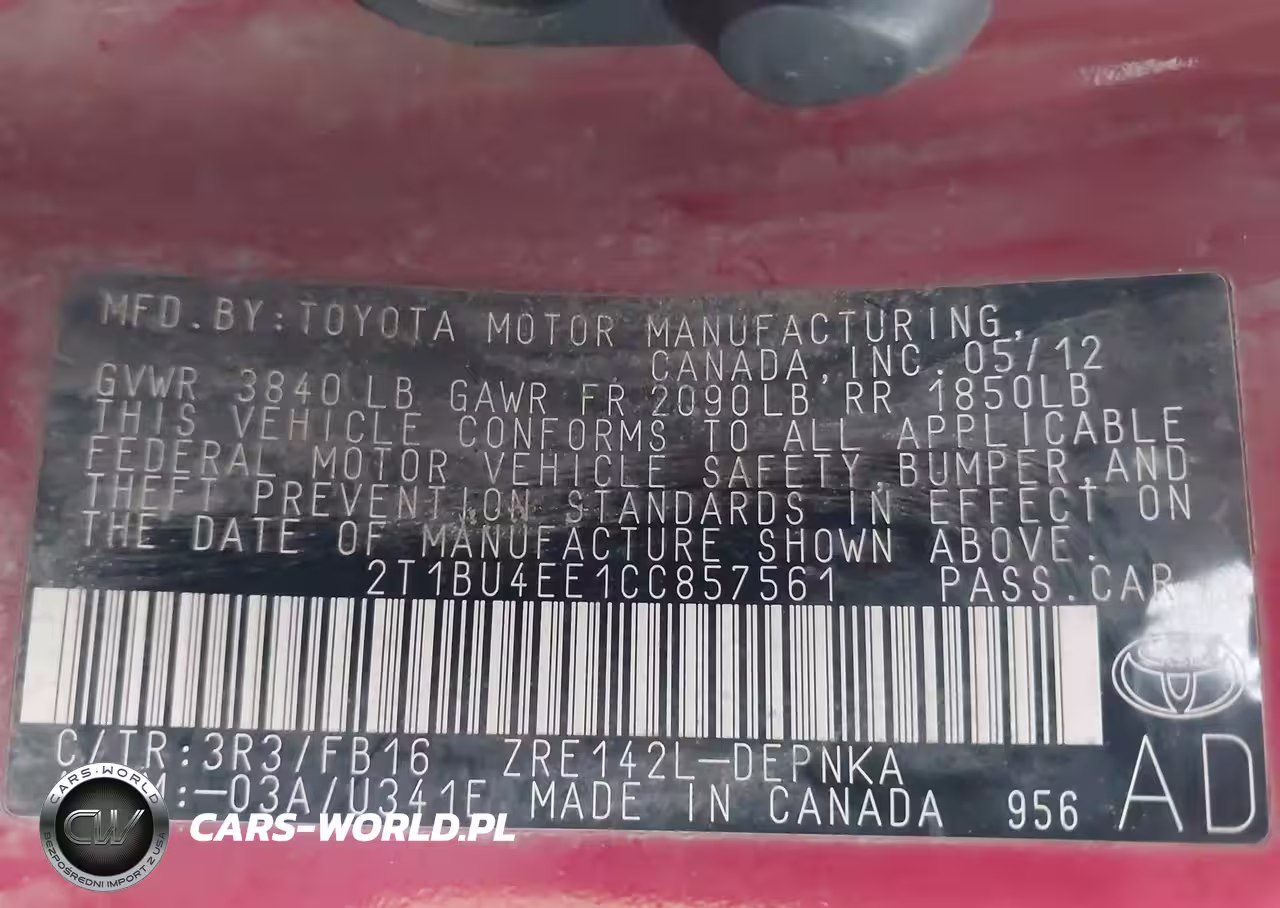 MFD.BY:TOYOTA MOTOR MANUFACTURING,
CANADA,INC. 05/12
GVWR 3840LB GAWR FR 2090LB RR 1850LB
THIS VEHICLE CONFORMS TO ALL APPLICABLE
FEDERAL MOTOR VEHICLE SAFETY,BUMPER,AND
THEFT PREVENTION STANDARDS IN EFFECT ON
THE DATE OF MANUFACTURE SHOWN ABOVE.
2T1BU4EE1CC857561 PASS.CAR
C/TR:3R3/FB16 ZRE142L-DEPNKA
:-03A/U341E MADE IN CANADA 956 AD
CARS-WORLD
CW
BEZPOŚREDNI IMPORT Z USA
CARS-WORLD.PL